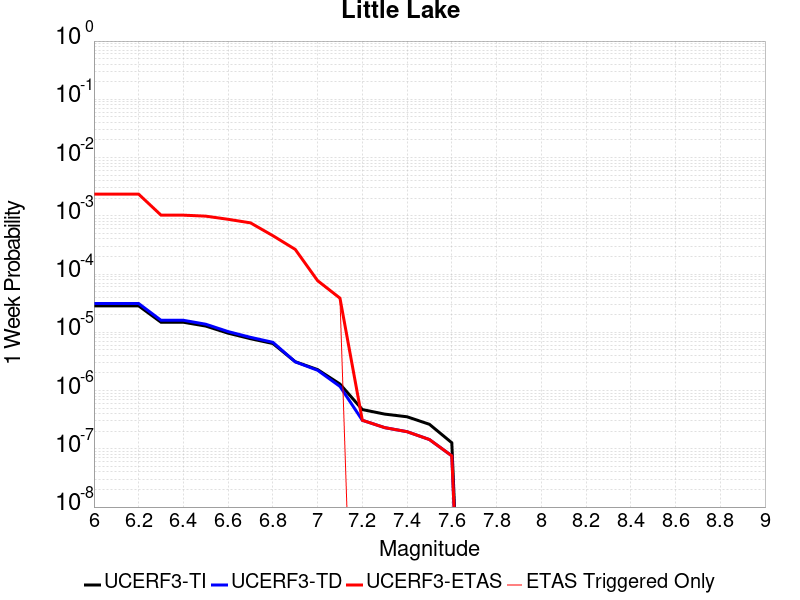 Little Lake
10 0
10 -1
10 -2
10 -3
10 -4
10 -5
10 -6
10 -7
10 -8
1 Week Probability
6 6.2 6.4 6.6 6.8 7 7.2 7.4 7.6 7.8 8 8.2 8.4 8.6 8.8 9
Magnitude
UCERF3-TI UCERF3-TD UCERF3-ETAS ETAS Triggered Only